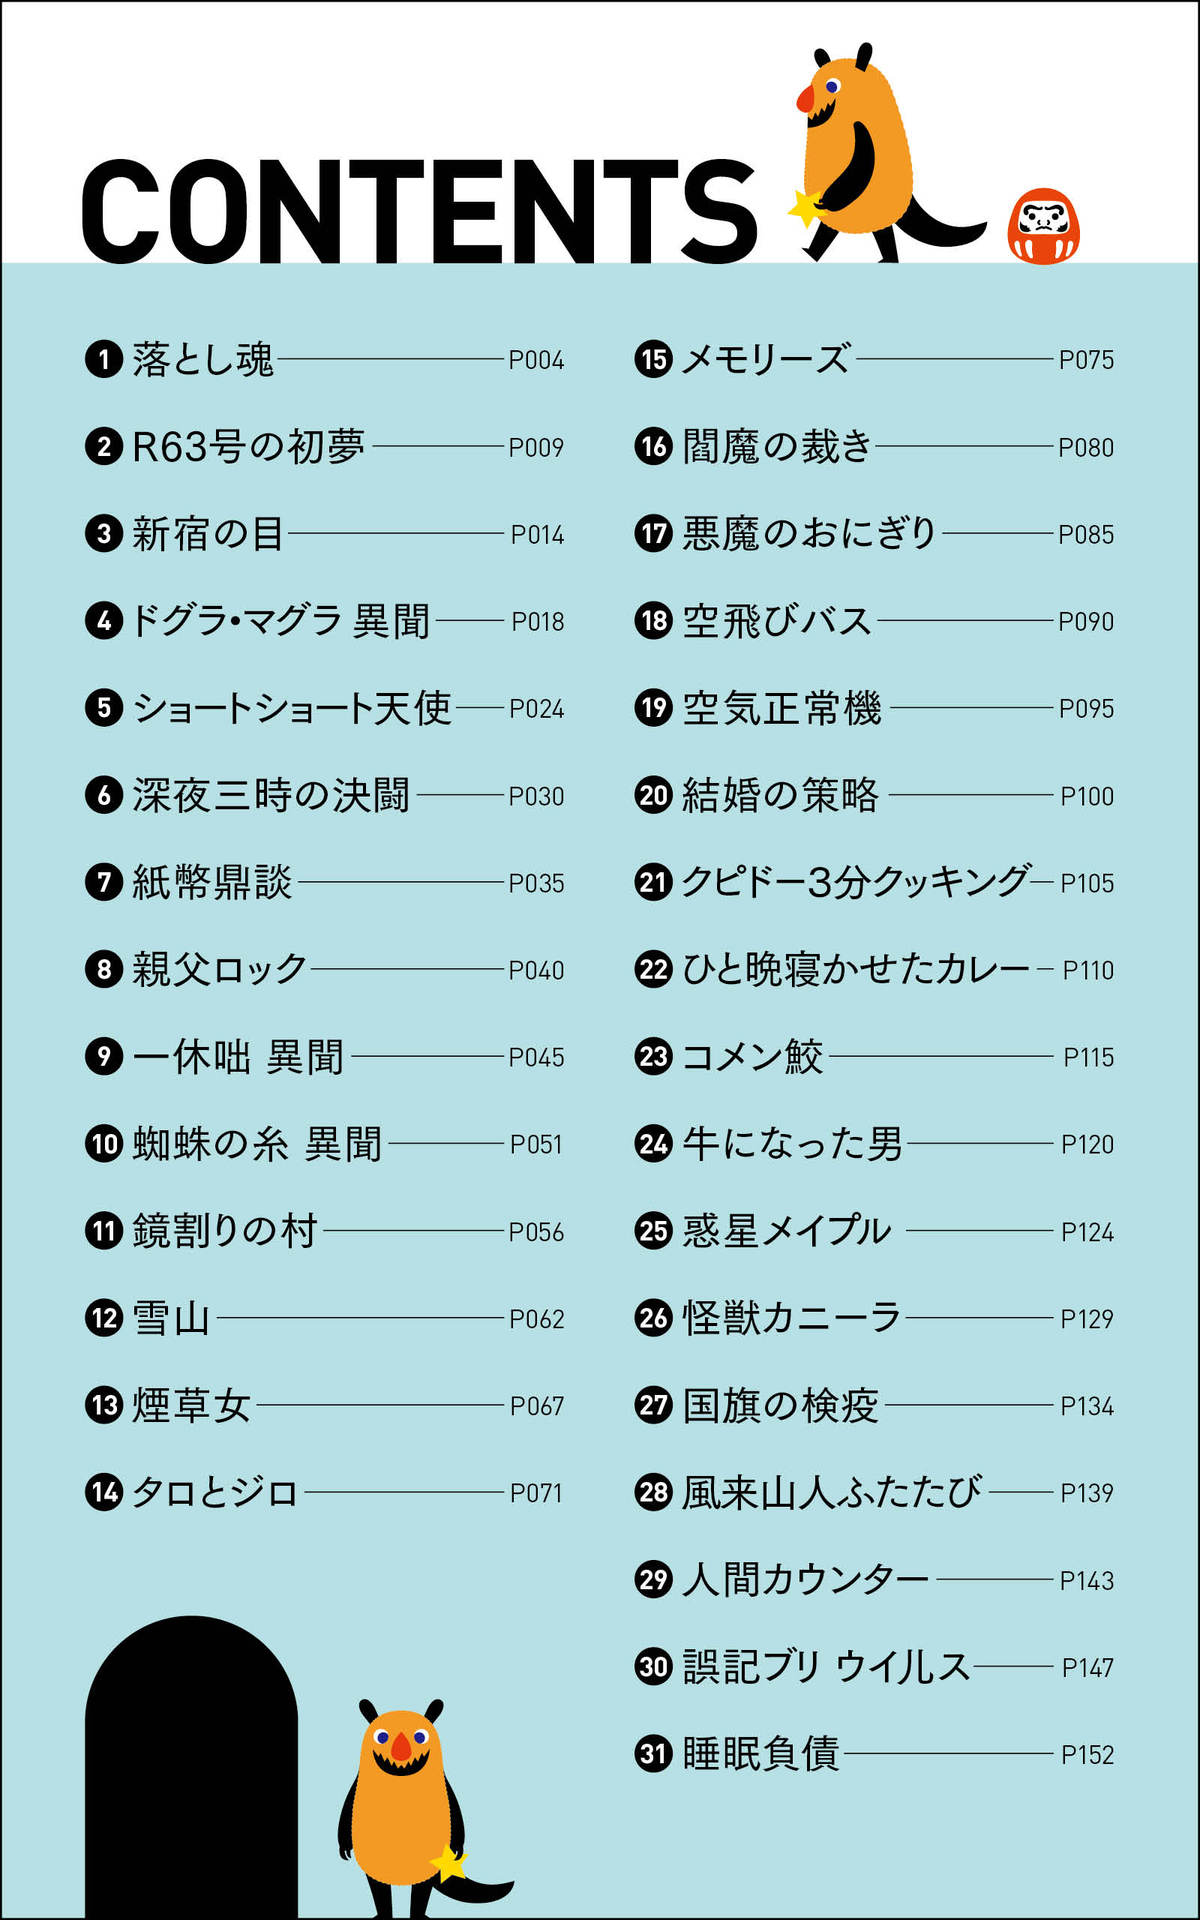 CONTENTS
1 落とし魂 P004
2 R63号の初夢 P009
3 新宿の目 P014
4 ドグラ・マグラ 異聞 P018
5 ショートショート天使 P024
6 深夜三時の決闘 P030
7 紙幣鼎談 P035
8 親父ロック P040
9 一休咄 異聞 P045
10 蜘蛛の糸 異聞 P051
11 鏡割りの村 P056
12 雪山 P062
13 煙草女 P067
14 タロとジロ P071
15 メモリーズ P075
16 閻魔の裁き P080
17 悪魔のおにぎり P085
18 空飛びバス P090
19 空気正常機 P095
20 結婚の策略 P100
21 クピドー3分クッキング P105
22 ひと晩寝かせたカレー P110
23 コメン鮫 P115
24 牛になった男 P120
25 惑星メイプル P124
26 怪獣カニーラ P129
27 国旗の検疫 P134
28 風来山人ふたたび P139
29 人間カウンター P143
30 誤記ブリ ウイルス P147
31 睡眠負債 P152